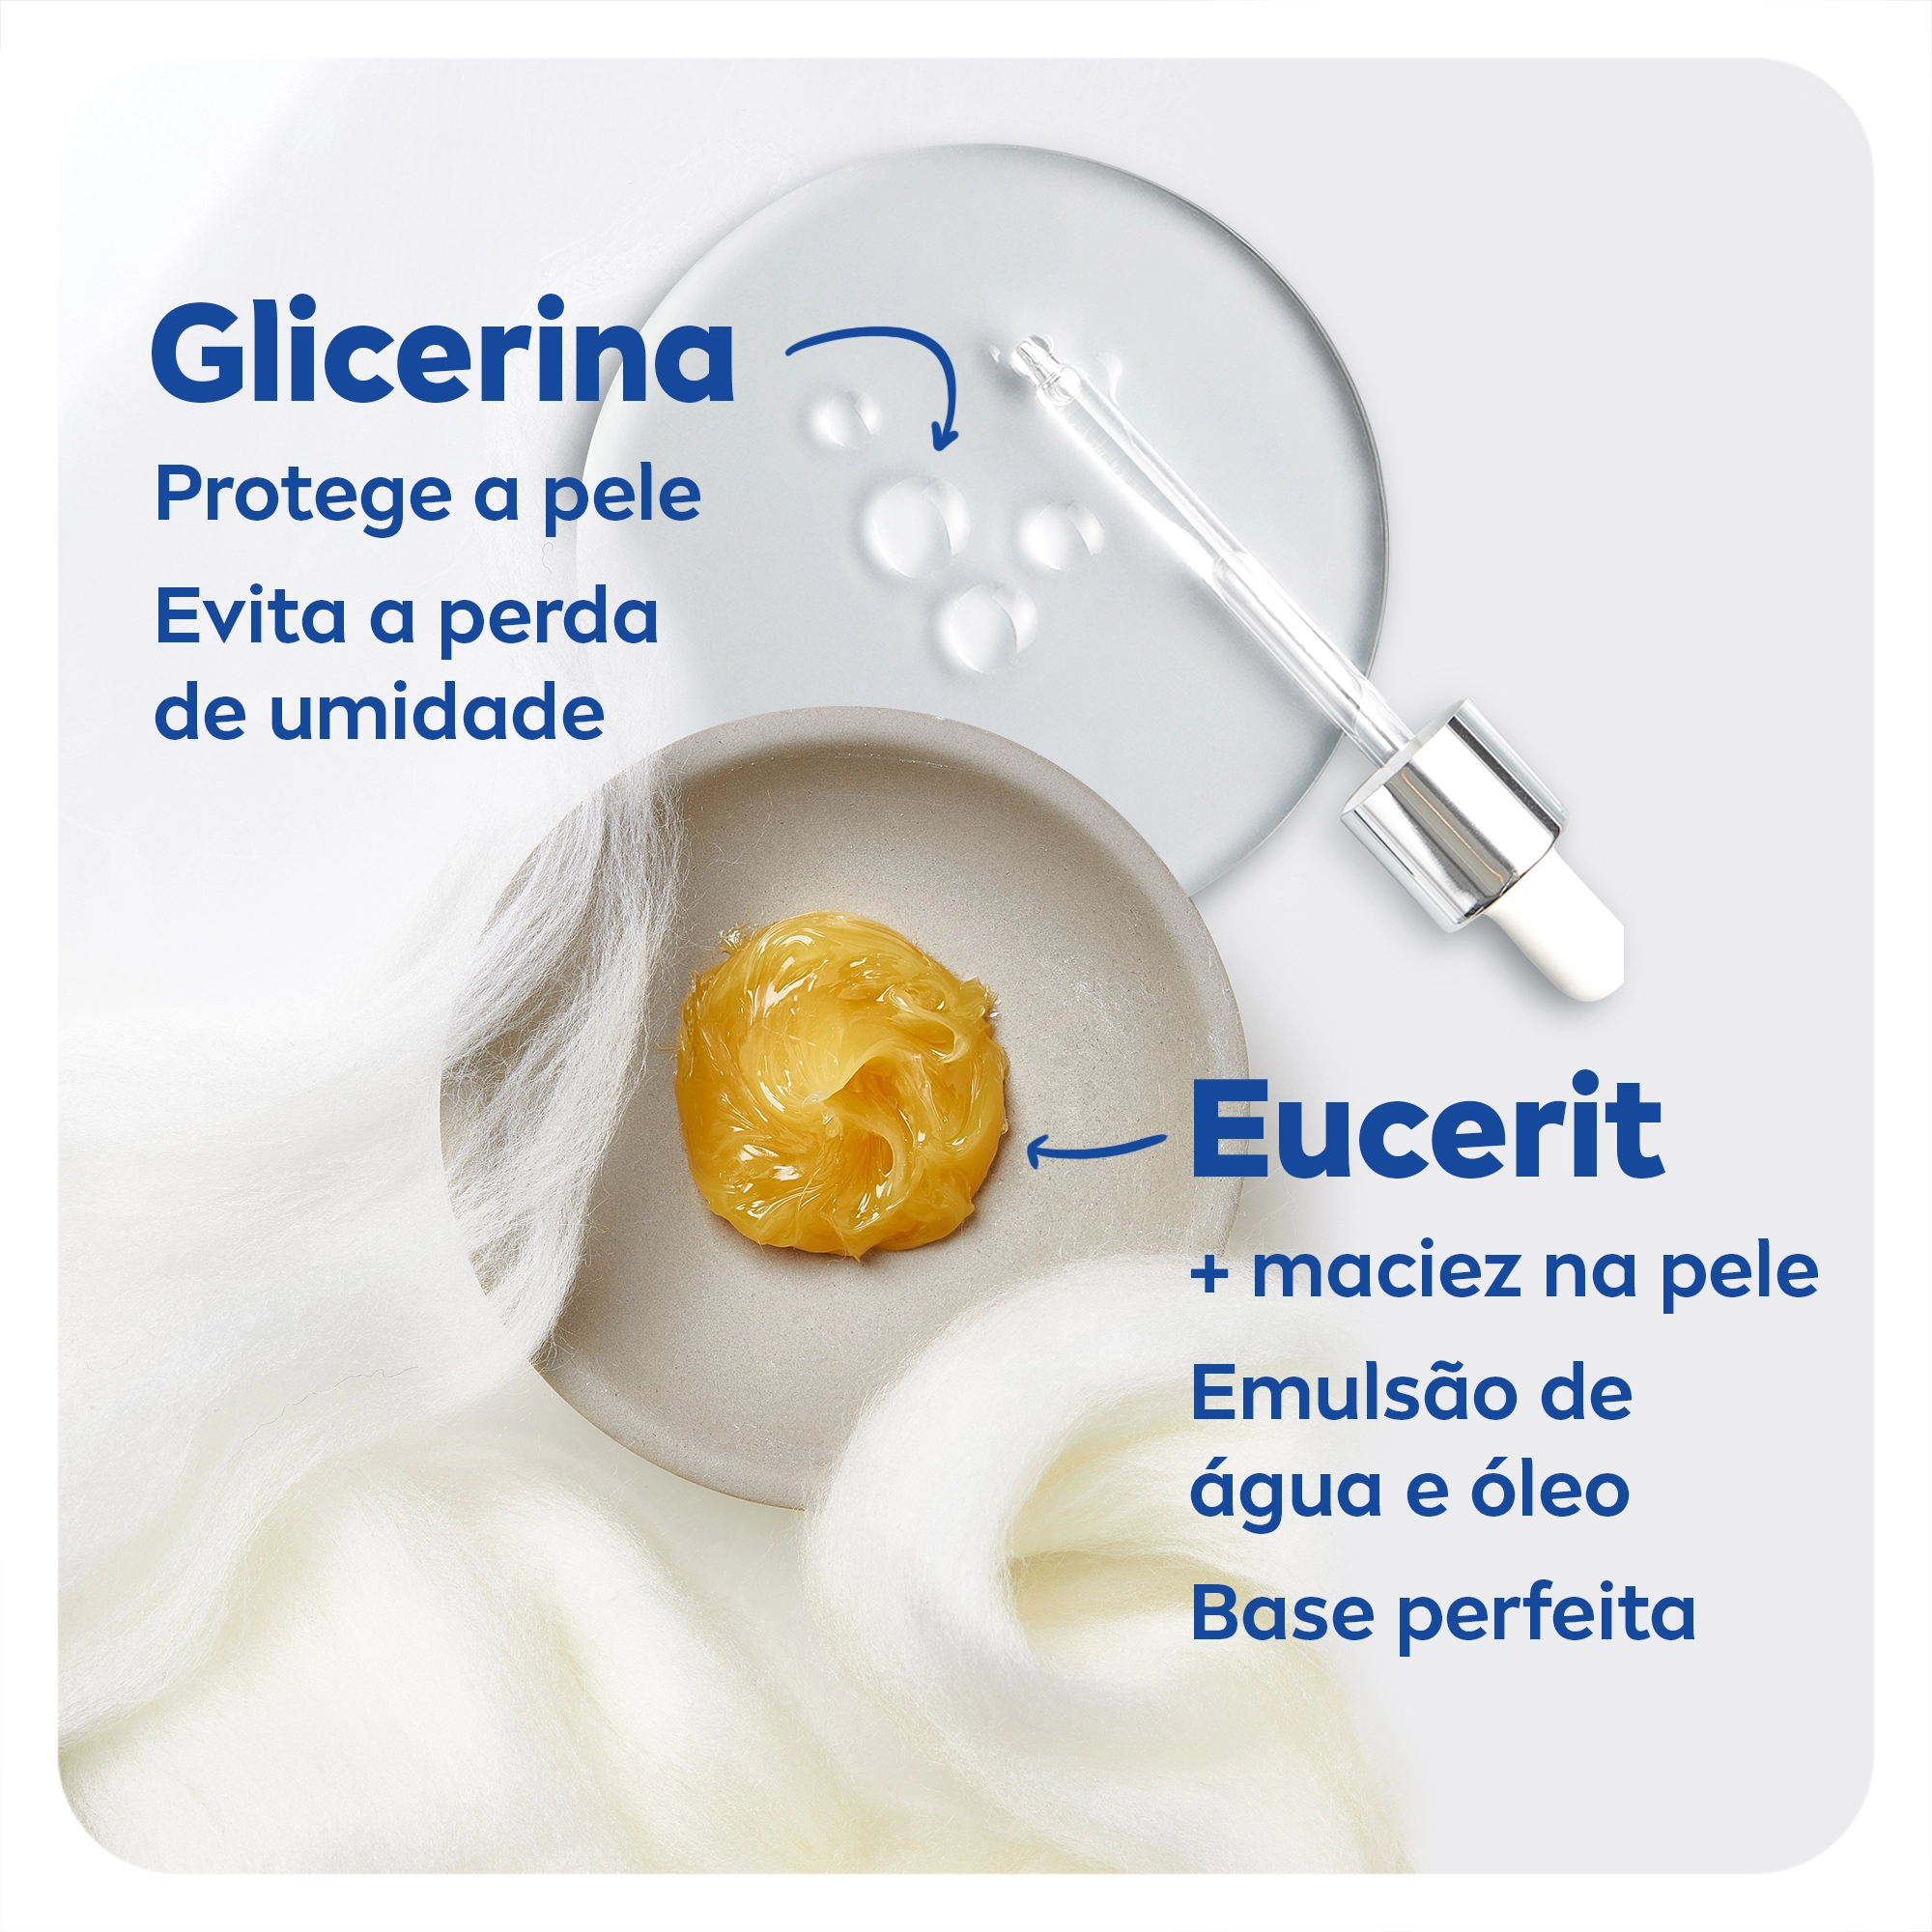 Glicerina
Protege a pele
Evita a perda
de umidade
Eucerit
+ maciez na pele
Emulsão de
água e óleo
Base perfeita